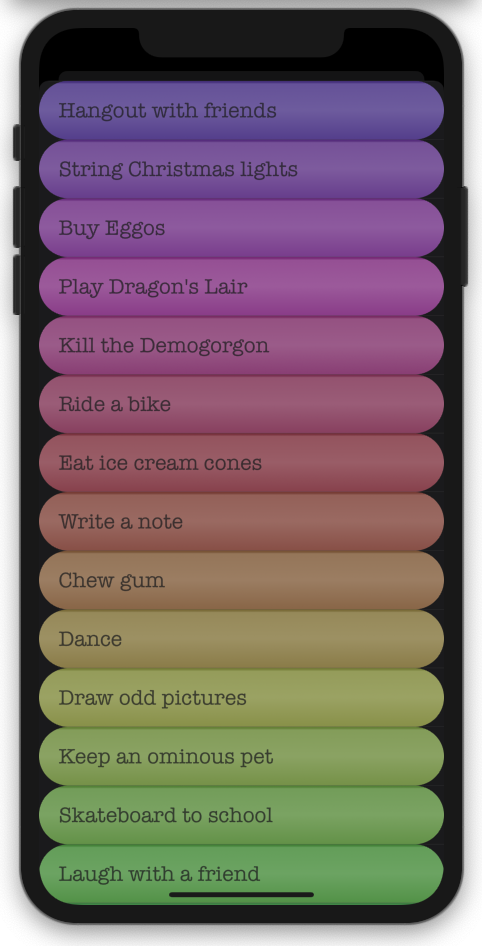 Hangout with friends
String Christmas lights
Buy Eggos
Play Dragon's Lair
Kill the Demogorgon
Ride a bike
Eat ice cream cones
Write a note
Chew gum
Dance
Draw odd pictures
Keep an ominous pet
Skateboard to school
Laugh with a friend